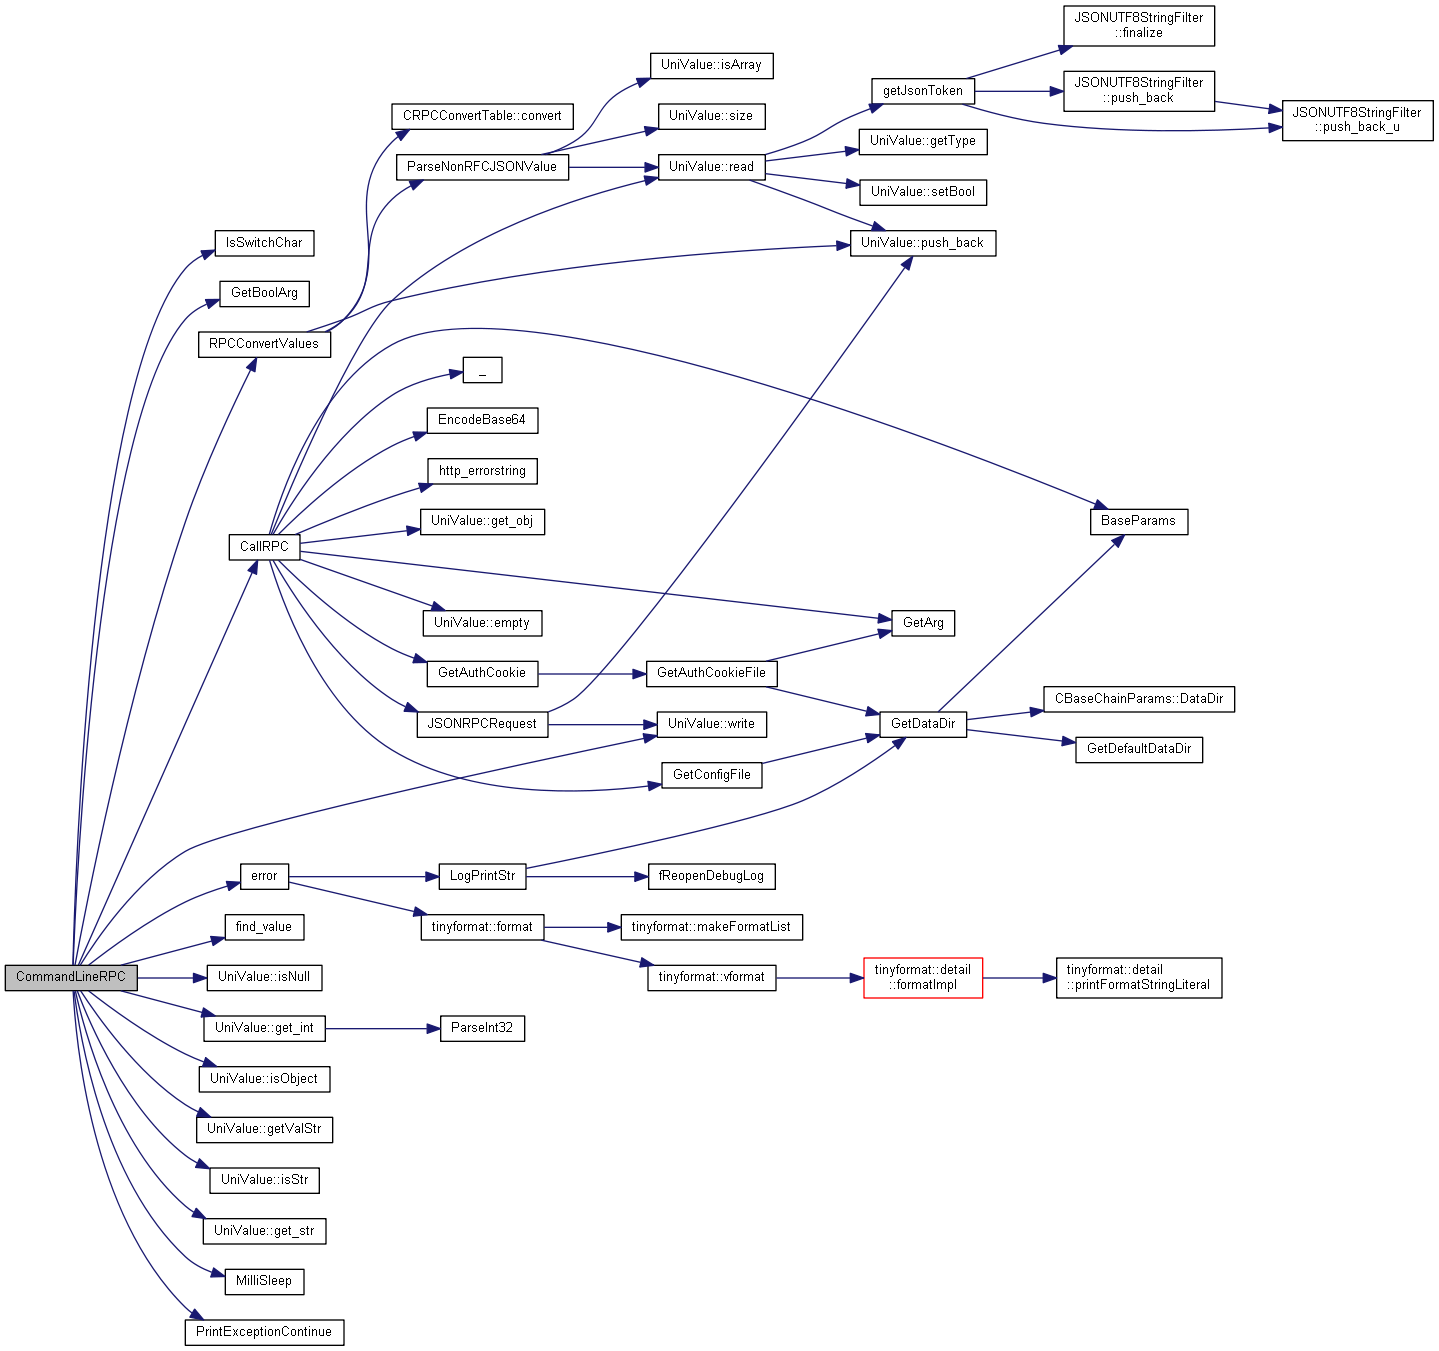 JSONUTF8StringFilter
::finalize
UniValue::isArray
getJsonToken
JSONUTF8StringFilter
::push_back
CRPCConvertTable::convert
UniValue::size
JSONUTF8StringFilter
::push_back_u
UniValue::getType
ParseNonRFCJSONValue
UniValue::read
UniValue::setBool
IsSwitchChar
UniValue::push_back
GetBoolArg
RPCConvertValues
_
EncodeBase64
http_errorstring
UniValue::get_obj
BaseParams
CallRPC
UniValue::empty
GetArg
GetAuthCookie
GetAuthCookieFile
CBaseChainParams::DataDir
JSONRPCRequest
UniValue::write
GetDataDir
GetDefaultDataDir
GetConfigFile
error
LogPrintStr
fReopenDebugLog
find_value
tinyformat::format
tinyformat::makeFormatList
CommandLineRPC
UniValue::isNull
tinyformat::vformat
tinyformat::detail
::formatImpl
tinyformat::detail
::printFormatStringLiteral
UniValue::get_int
ParseInt32
UniValue::isObject
UniValue::getValStr
UniValue::isStr
UniValue::get_str
MilliSleep
PrintExceptionContinue